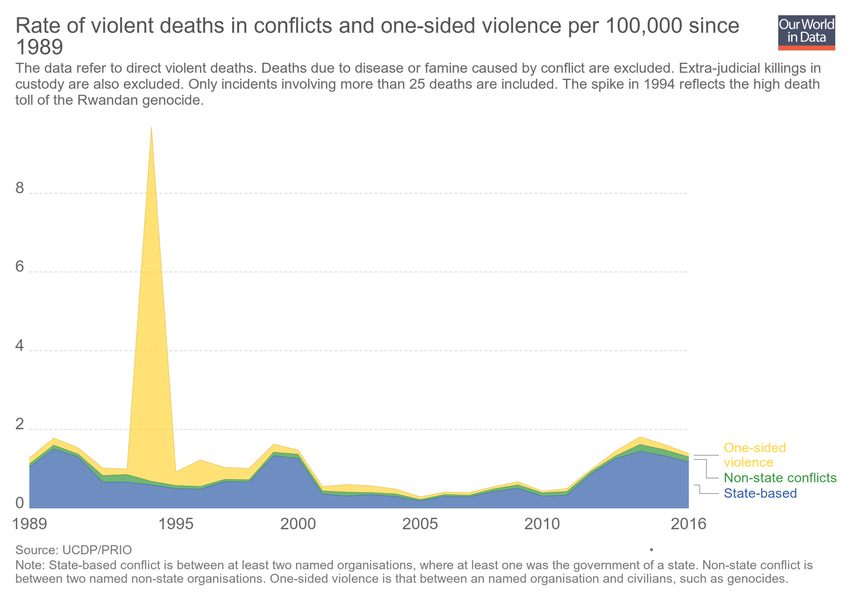 Rate of violent deaths in conflicts and one-sided violence per 100,000 since
1989
Our World
in Data
The data refer to direct violent deaths. Deaths due to disease or famine caused by conflict are excluded. Extra-judicial killings in
custody are also excluded. Only incidents involving more than 25 deaths are included. The spike in 1994 reflects the high death
toll of the Rwandan genocide.
8
6
4
2
0
One-sided
violence
Non-state conflicts
State-based
1989 1995 2000 2005 2010 2016
Source: UCDP/PRIO
Note: State-based conflict is between at least two named organisations, where at least one was the government of a state. Non-state conflict is
between two named non-state organisations. One-sided violence is that between an named organisation and civilians, such as genocides.